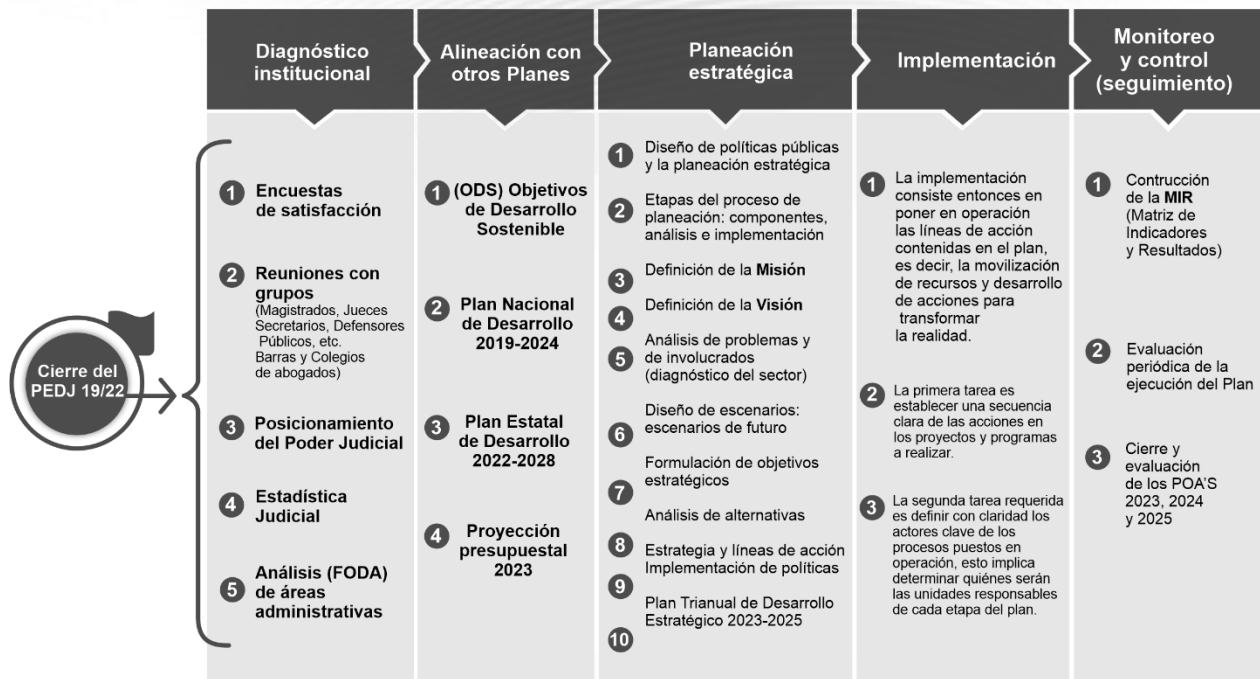 Cierre del
PEDJ 19/22
Diagnóstico
institucional
1 Encuestas
de satisfacción
2 Reuniones con
grupos
(Magistrados, Jueces
Secretarios, Defensores
Públicos, etc.
Barras y Colegios
de abogados)
3 Posicionamiento
del Poder Judicial
4 Estadística
Judicial
5 Análisis (FODA)
de áreas
administrativas
Alineación con
otros Planes
1 (ODS) Objetivos
de Desarrollo
Sostenible
2 Plan Nacional
de Desarrollo
2019-2024
3 Plan Estatal
de Desarrollo
2022-2028
4 Proyección
presupuestal
2023
Planeación
estratégica
1 Diseño de políticas públicas
y la planeación estratégica
2 Etapas del proceso de
planeación: componentes,
análisis e implementación
3 Definición de la Misión
4 Definición de la Visión
5 Análisis de problemas y
de involucrados
(diagnóstico del sector)
6 Diseño de escenarios:
escenarios de futuro
7 Formulación de objetivos
estratégicos
8 Análisis de alternativas
9 Estrategia y líneas de acción
Implementación de políticas
10 Plan Trianual de Desarrollo
Estratégico 2023-2025
Implementación
1 La implementación
consiste entonces en
poner en operación
las líneas de acción
contenidas en el plan,
es decir, la movilización
de recursos y desarrollo
de acciones para
transformar
la realidad.
2 La primera tarea es
establecer una secuencia
clara de las acciones en
los proyectos y programas
a realizar.
3 La segunda tarea requerida
es definir con claridad los
actores clave de los
procesos puestos en
operación, esto implica
determinar quiénes serán
las unidades responsables
de cada etapa del plan.
Monitoreo
y control
(seguimiento)
1 Contrucción
de la MIR
(Matriz de
Indicadores
y Resultados)
2 Evaluación
periódica de la
ejecución del Plan
3 Cierre y
evaluación
de los POA'S
2023, 2024
y 2025